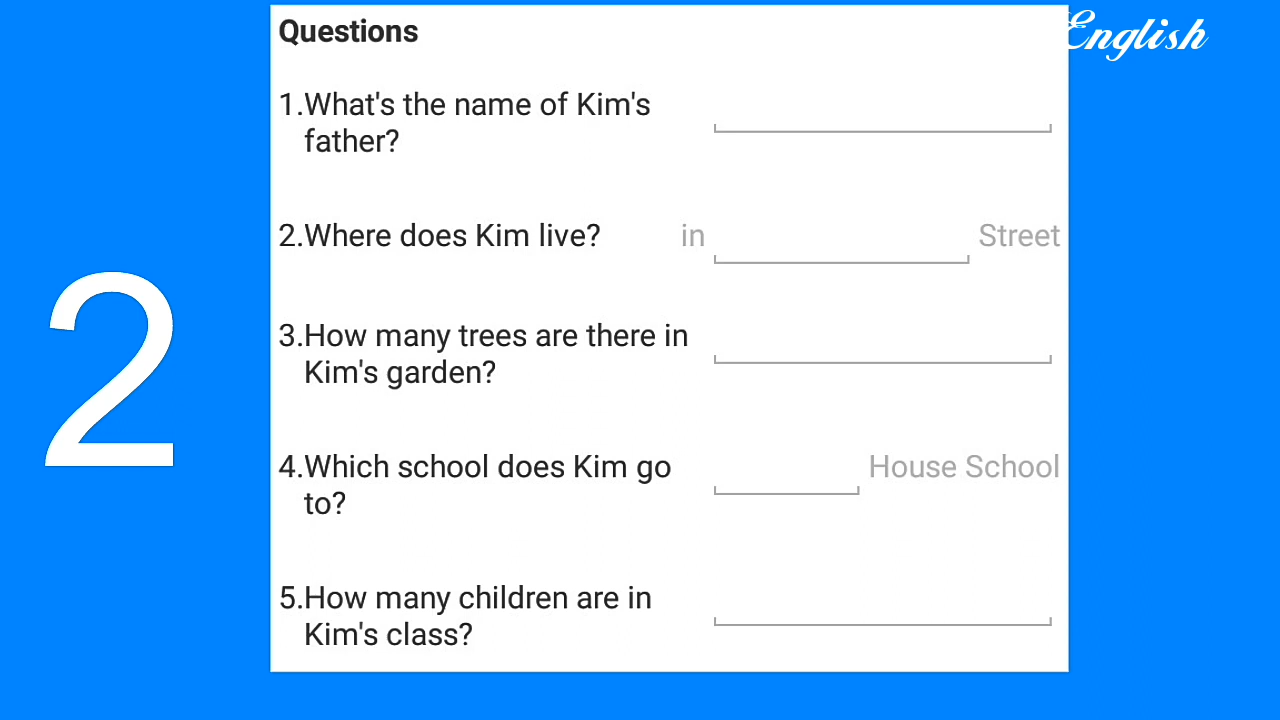 Questions
English
1.What's the name of Kim's
father?
2.Where does Kim live? in Street
3.How many trees are there in
Kim's garden?
4.Which school does Kim go House School
to?
5.How many children are in
Kim's class?
2